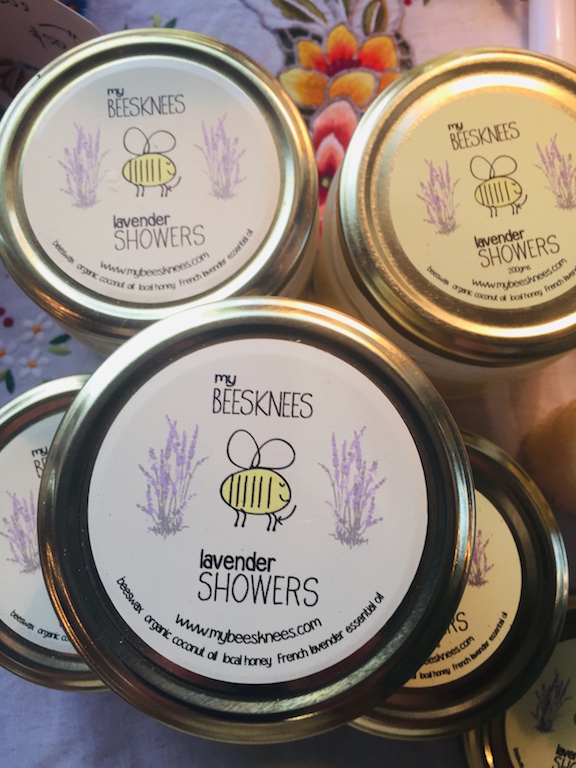 my
BEESKNEES
lavender
SHOWERS
www.mybeesknees.com
beeswax organic coconut oil local honey French lavender essential oil
my
BEESKNEES
lavender
SHOWERS
200gms
www.mybeesknees.com
beeswax organic coconut oil local honey French lavender essential oil
my
BEESKNEES
lavender
SHOWERS
www.mybeesknees.com
beeswax organic coconut oil local honey French lavender essential oil